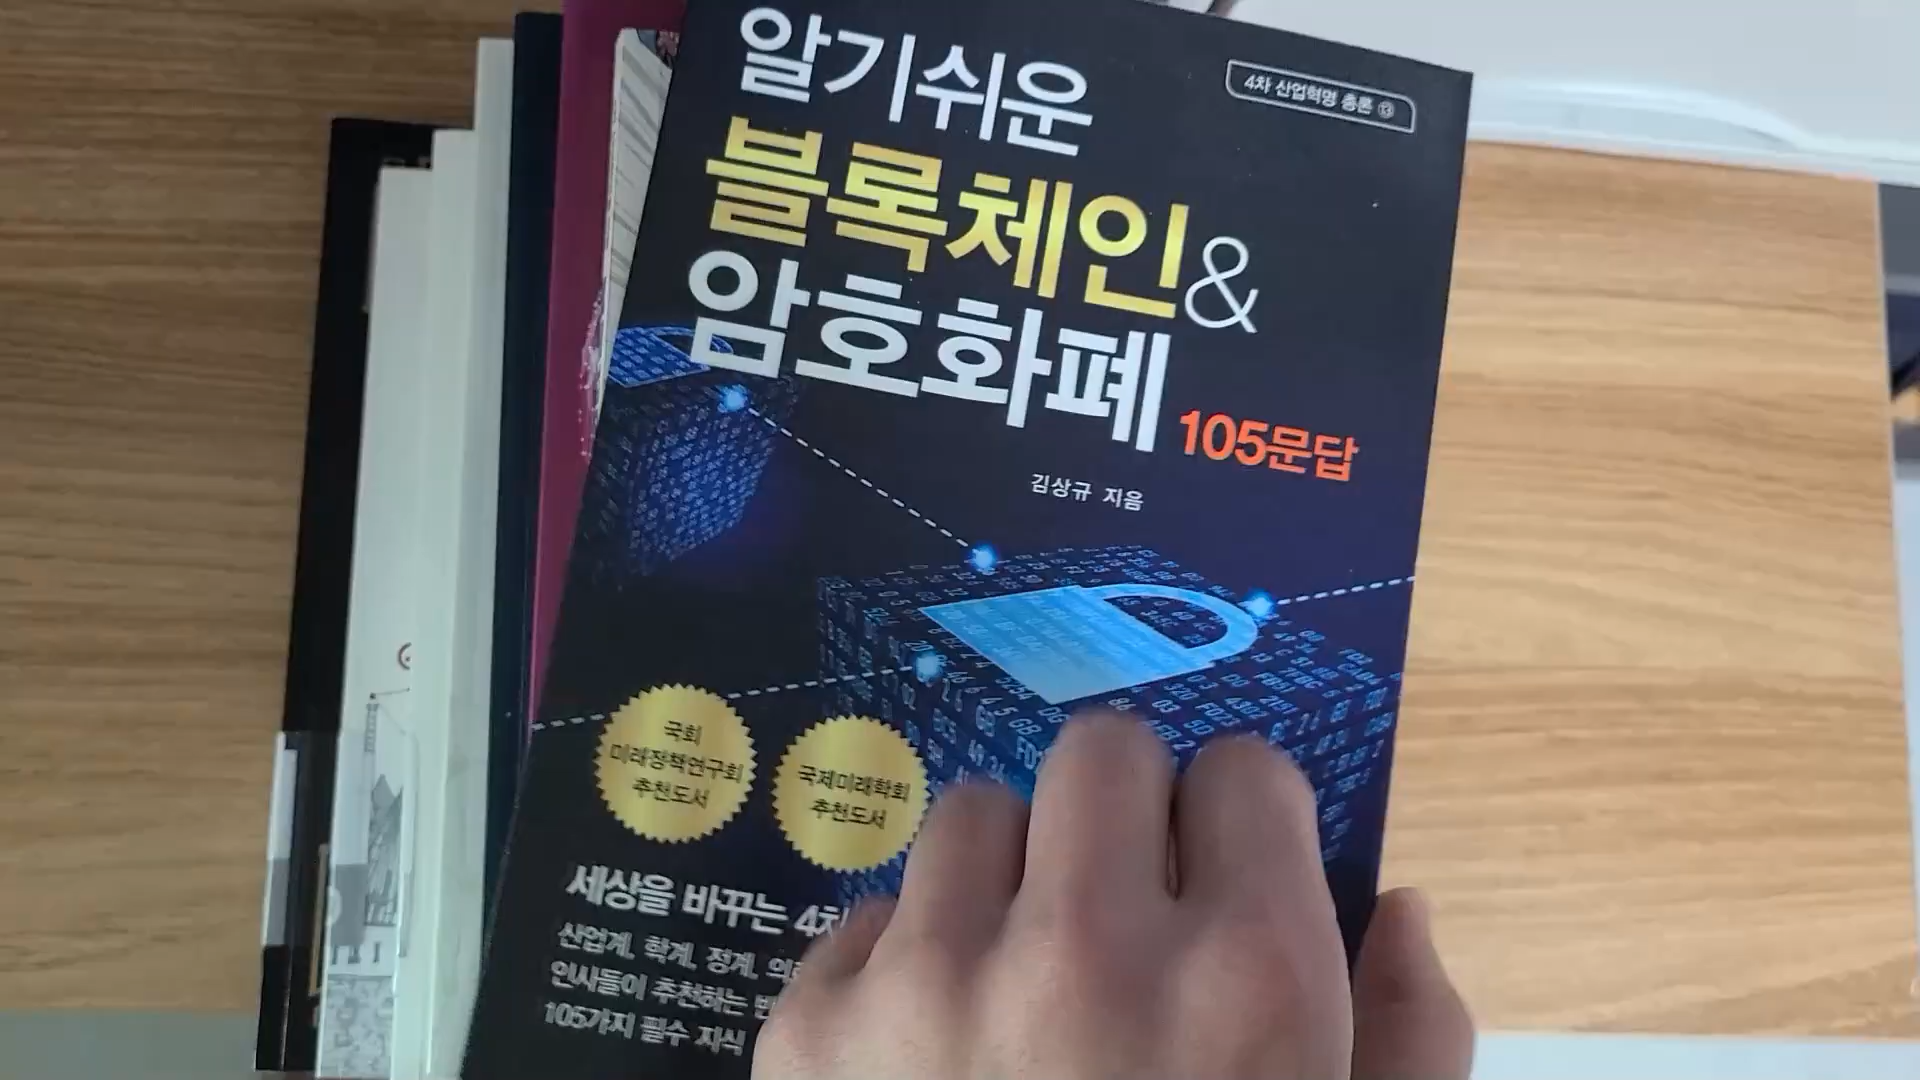 4차 산업혁명 총론 ⑬
알기쉬운
블록체인&
암호화폐
105문답
김상규 지음
국회
미래정책연구회
추천도서
국제미래학회
추천도서
세상을 바꾸는 4차
산업계, 학계, 정계,
인사들이 추천하는
105가지 필수 지식